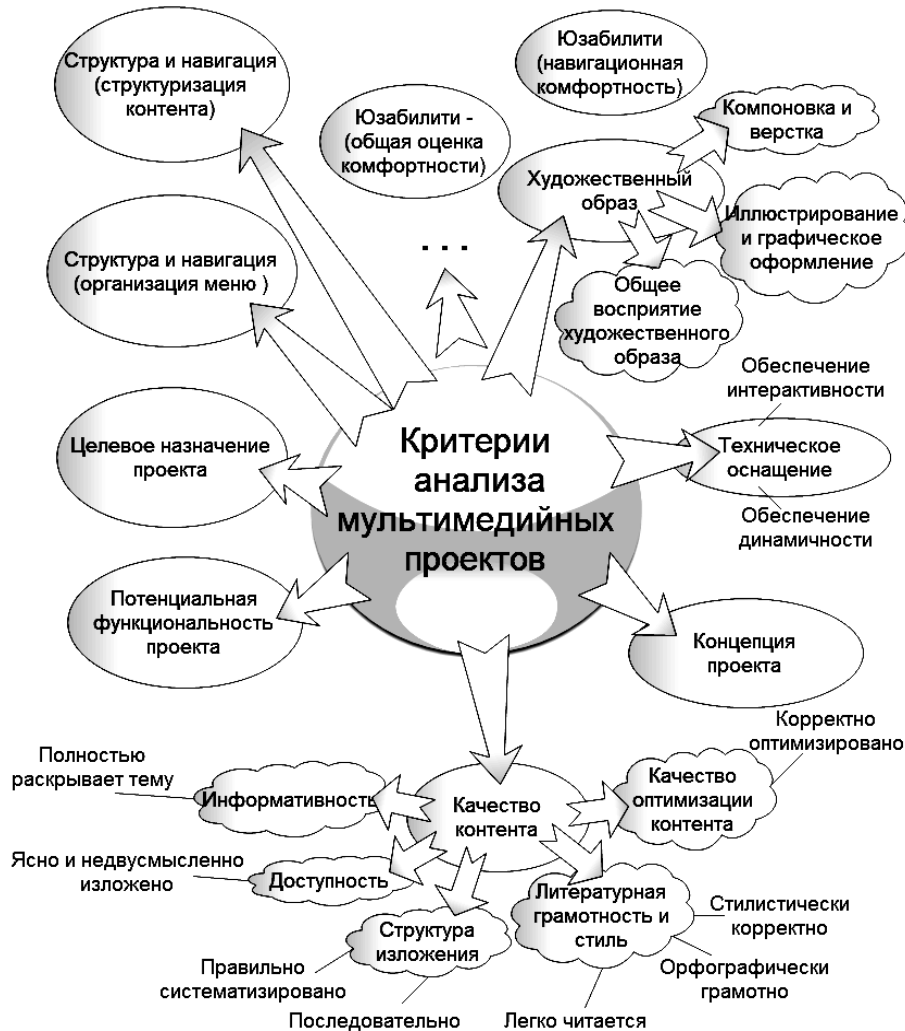 Структура и навигация
(структуризация
контента)
Юзабилити -
(общая оценка
комфортности)
Юзабилити
(навигационная
комфортность)
Компоновка и
верстка
Художественный
образ
Иллюстрирование
и графическое
оформление
Общее
восприятие
художественного
образа
. . .
Структура и навигация
(организация меню )
Целевое назначение
проекта
Потенциальная
функциональность
проекта
Критерии
анализа
мультимедийных
проектов
Обеспечение
интерактивности
Техническое
оснащение
Обеспечение
динамичности
Концепция
проекта
Качество
контента
Полностью
раскрывает тему
Информативность
Ясно и недвусмысленно
изложено
Доступность
Структура
изложения
Правильно
систематизировано
Последовательно
Литературная
грамотность и
стиль
Стилистически
корректно
Орфографически
грамотно
Легко читается
Качество
оптимизации
контента
Корректно
оптимизировано